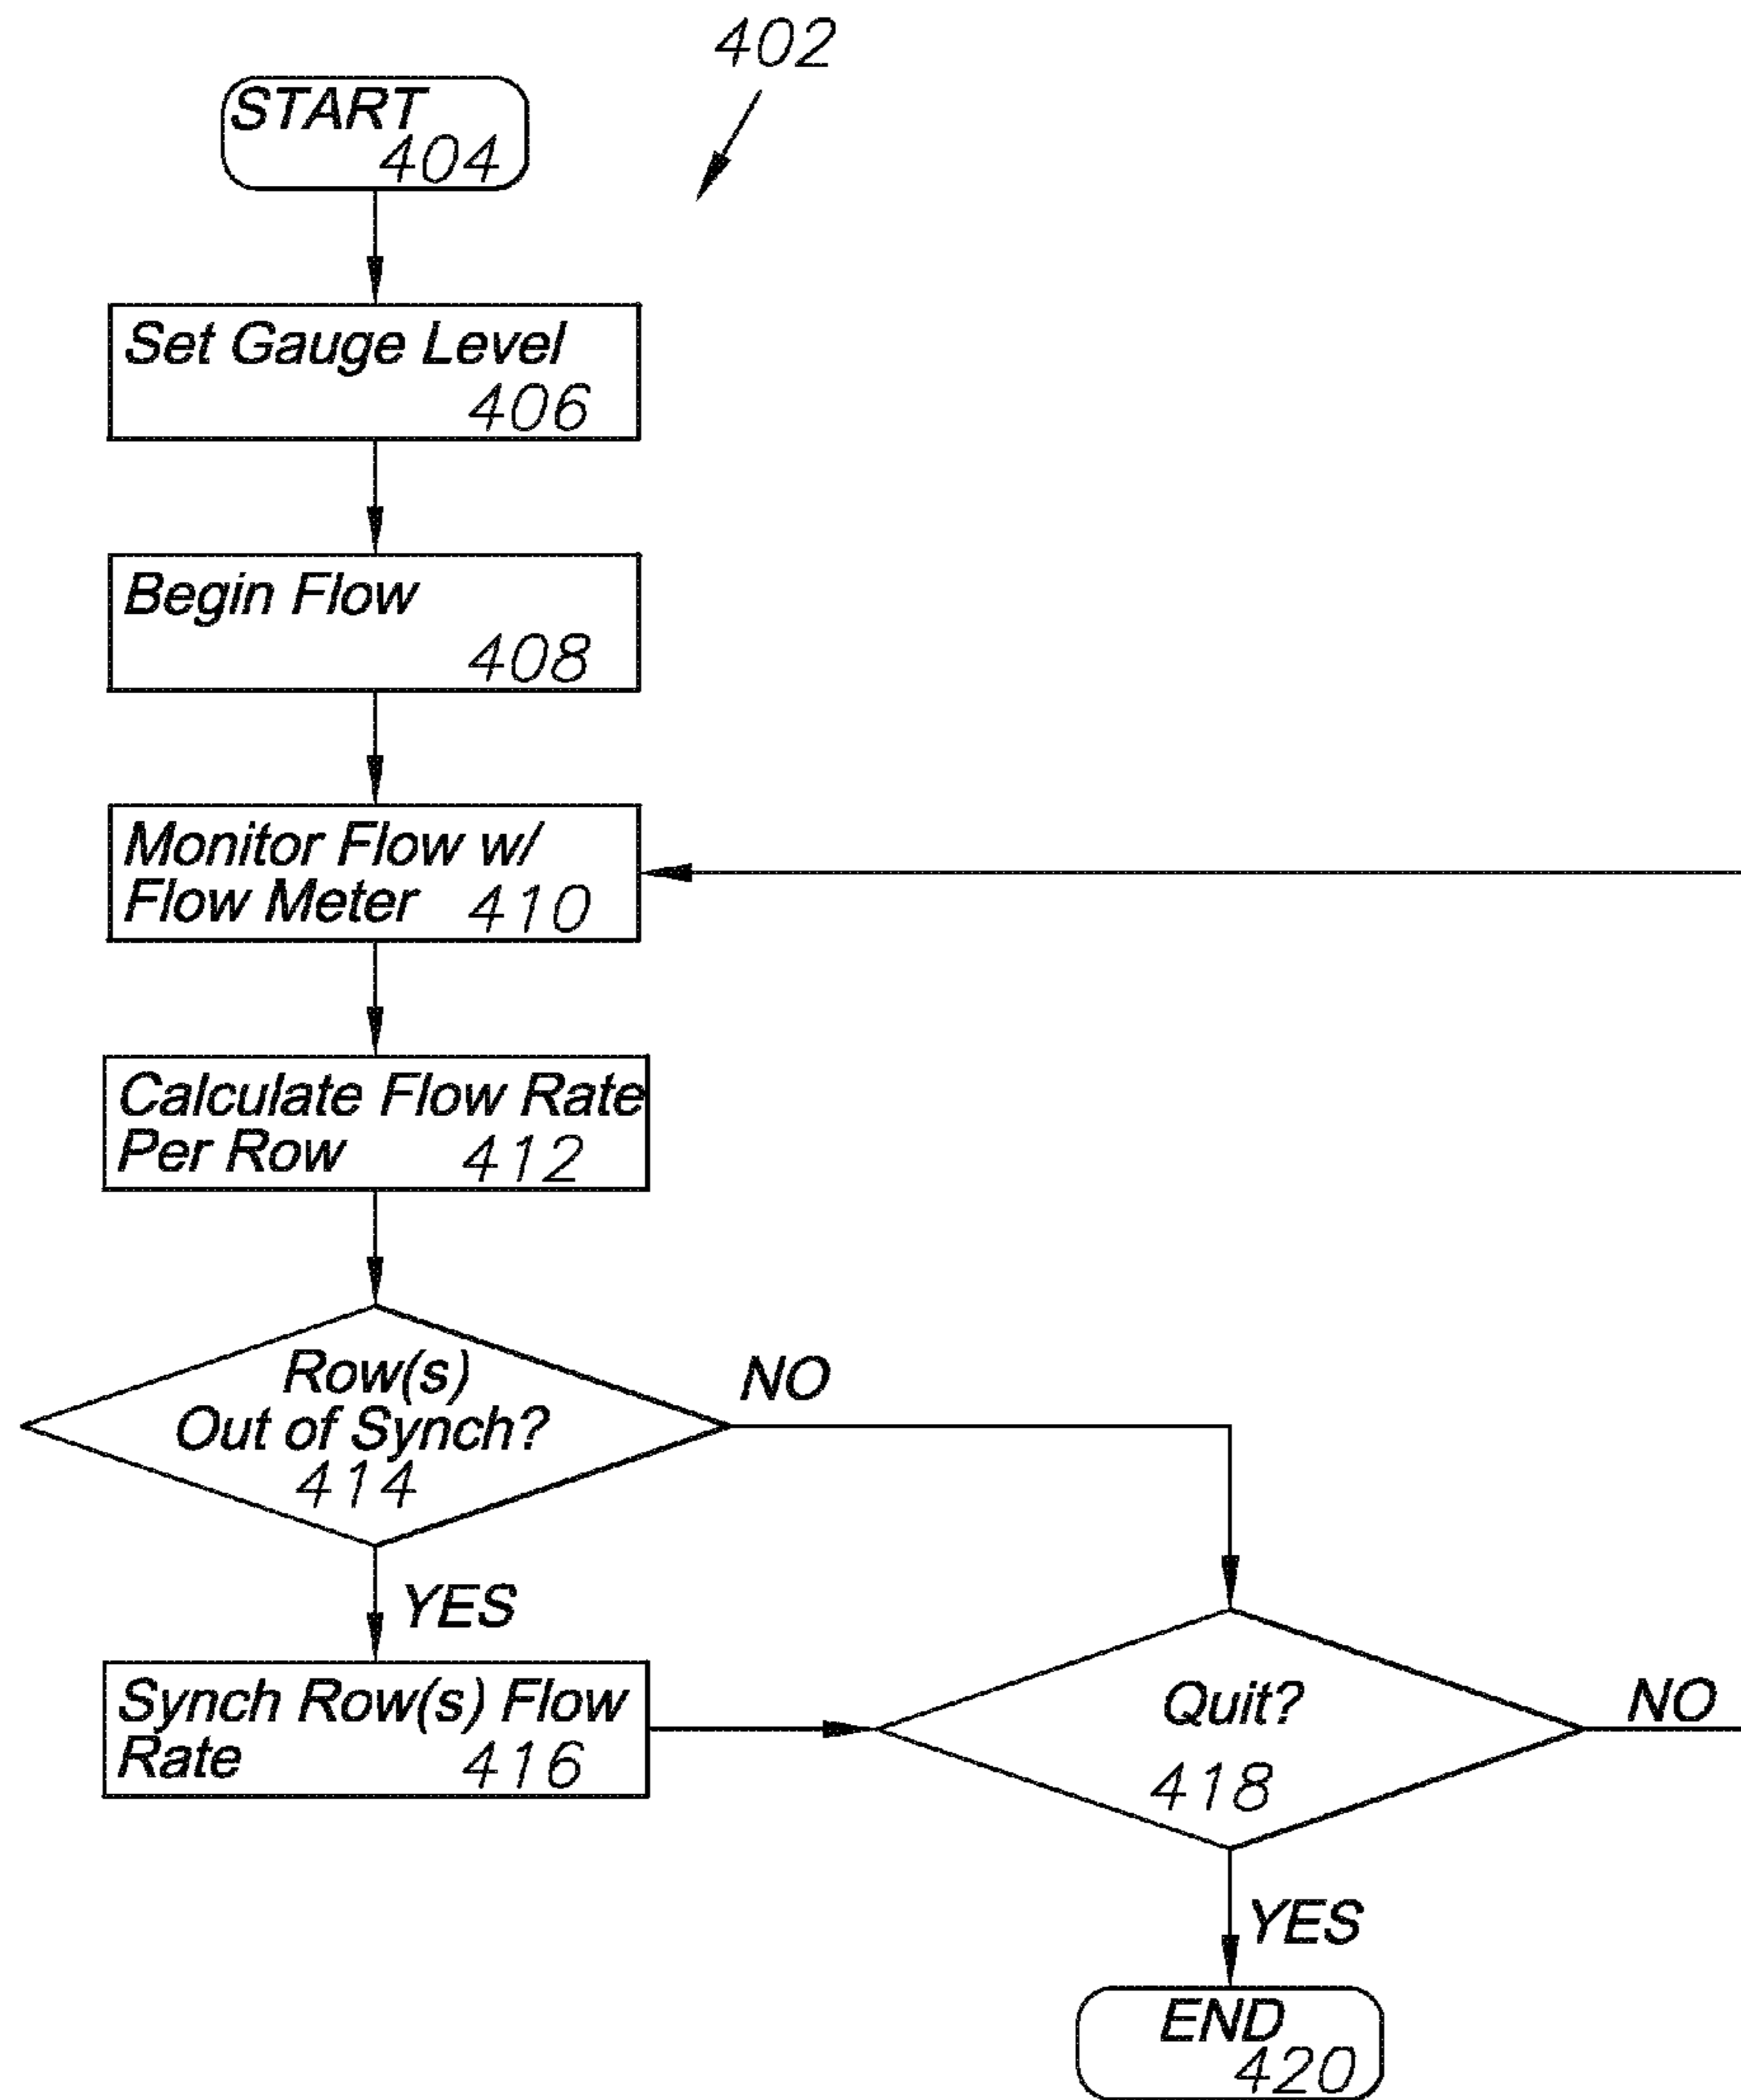 402
START
404
Set Gauge Level
406
Begin Flow
408
Monitor Flow w/
Flow Meter 410
Calculate Flow Rate
Per Row 412
Row(s)
Out of Synch?
414
NO
YES
Synch Row(s) Flow
Rate 416
Quit?
418
NO
YES
END
420